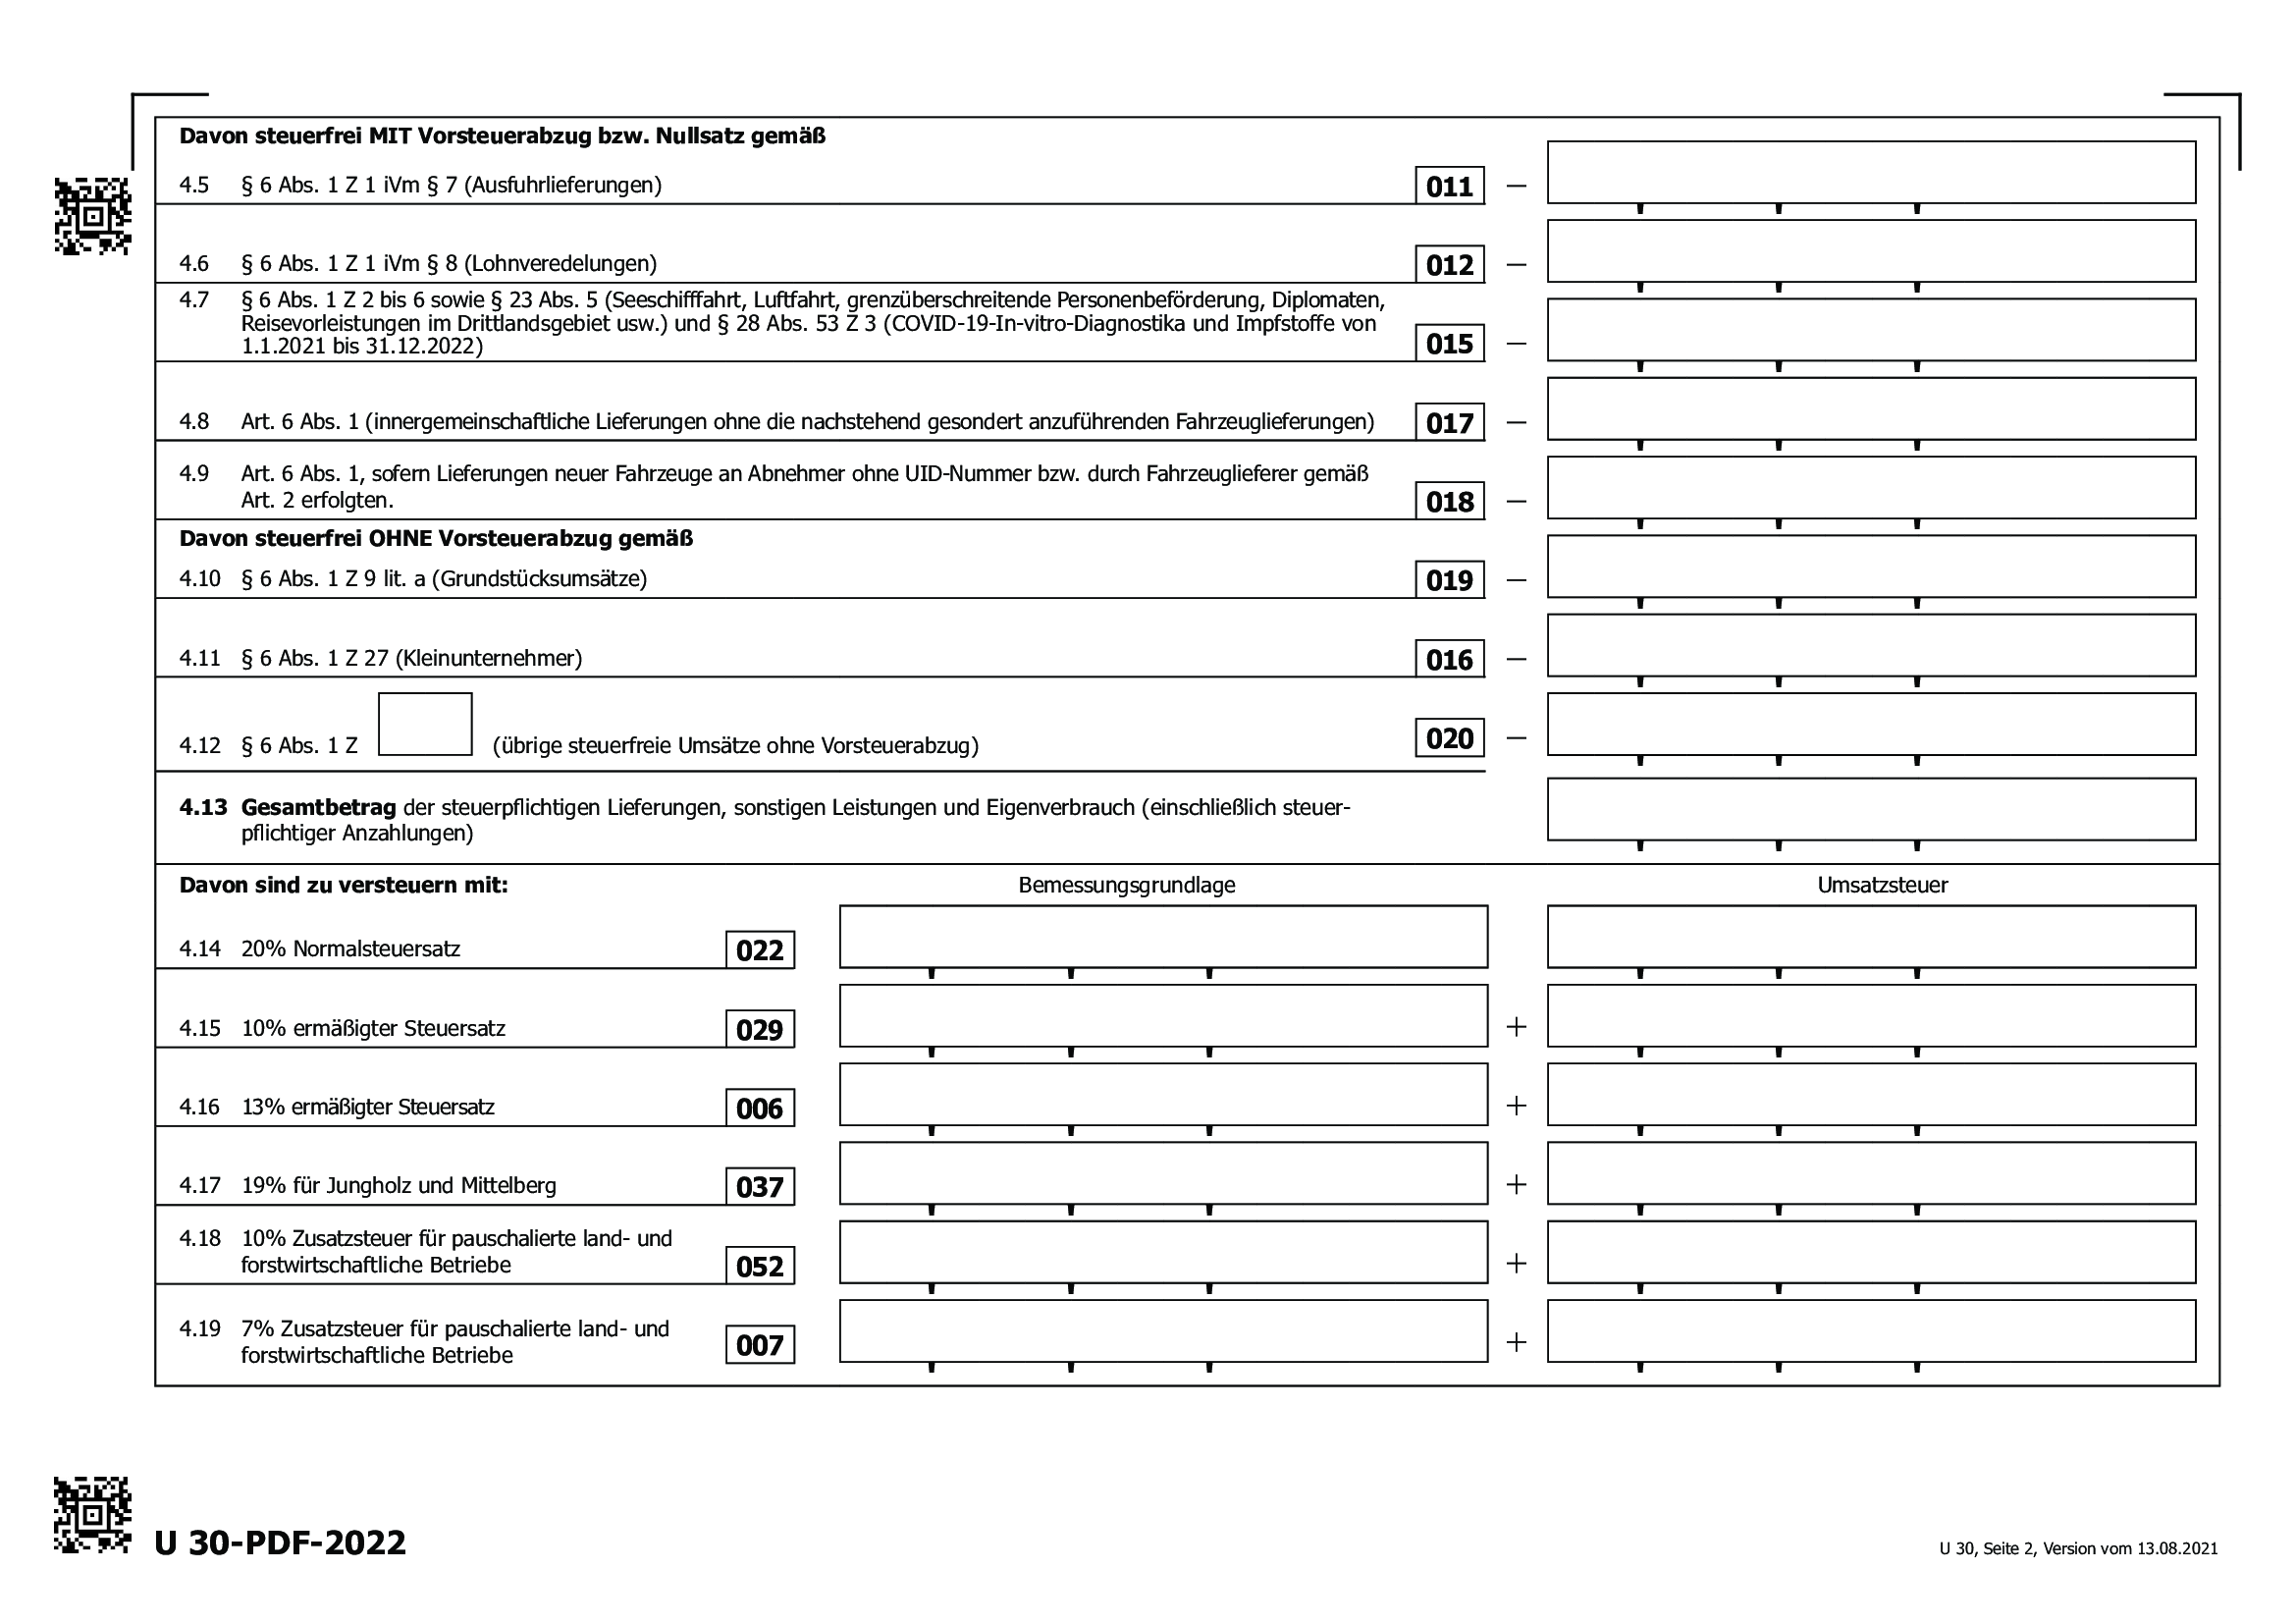 Davon steuerfrei MIT Vorsteuerabzug bzw. Nullsatz gemäß
4.5 § 6 Abs. 1 Z 1 iVm § 7 (Ausfuhrlieferungen) 011 –
4.6 § 6 Abs. 1 Z 1 iVm § 8 (Lohnveredelungen) 012 –
4.7 § 6 Abs. 1 Z 2 bis 6 sowie § 23 Abs. 5 (Seeschifffahrt, Luftfahrt, grenzüberschreitende Personenbeförderung, Diplomaten,
Reisevorleistungen im Drittlandsgebiet usw.) und § 28 Abs. 53 Z 3 (COVID-19-In-vitro-Diagnostika und Impfstoffe von
1.1.2021 bis 31.12.2022) 015 –
4.8 Art. 6 Abs. 1 (innergemeinschaftliche Lieferungen ohne die nachstehend gesondert anzuführenden Fahrzeuglieferungen) 017 –
4.9 Art. 6 Abs. 1, sofern Lieferungen neuer Fahrzeuge an Abnehmer ohne UID-Nummer bzw. durch Fahrzeuglieferer gemäß
Art. 2 erfolgten. 018 –
Davon steuerfrei OHNE Vorsteuerabzug gemäß
4.10 § 6 Abs. 1 Z 9 lit. a (Grundstücksumsätze) 019 –
4.11 § 6 Abs. 1 Z 27 (Kleinunternehmer) 016 –
4.12 § 6 Abs. 1 Z (übrige steuerfreie Umsätze ohne Vorsteuerabzug) 020 –
4.13 Gesamtbetrag der steuerpflichtigen Lieferungen, sonstigen Leistungen und Eigenverbrauch (einschließlich steuer-
pflichtiger Anzahlungen)
Davon sind zu versteuern mit: Bemessungsgrundlage Umsatzsteuer
4.14 20% Normalsteuersatz 022
4.15 10% ermäßigter Steuersatz 029 +
4.16 13% ermäßigter Steuersatz 006 +
4.17 19% für Jungholz und Mittelberg 037 +
4.18 10% Zusatzsteuer für pauschalierte land- und
forstwirtschaftliche Betriebe 052 +
4.19 7% Zusatzsteuer für pauschalierte land- und
forstwirtschaftliche Betriebe 007 +
U 30-PDF-2022
U 30, Seite 2, Version vom 13.08.2021